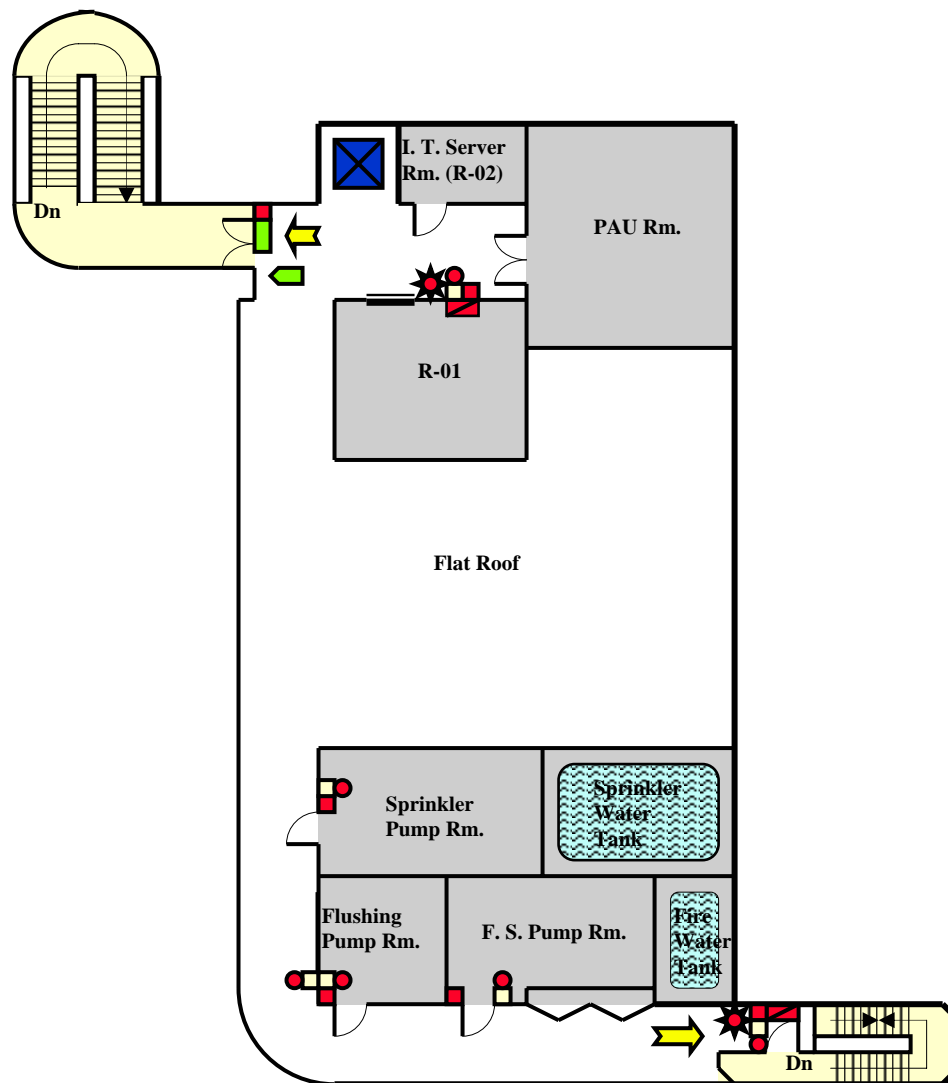 I. T. Server
Rm. (R-02)
Dn
PAU Rm.
R-01
Flat Roof
Sprinkler
Pump Rm.
Sprinkler
Water
Tank
Flushing
Pump Rm.
F. S. Pump Rm.
Fire
Water
Tank
Dn